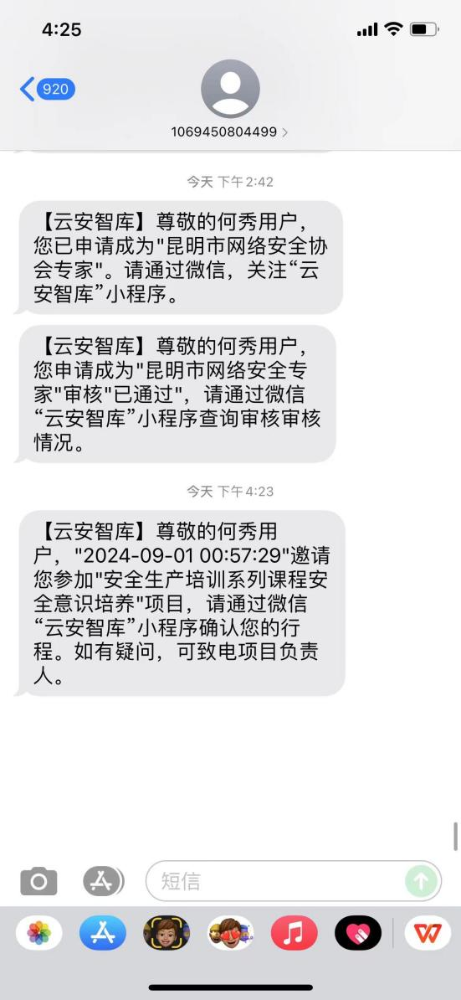 4:25
920
1069450804499
今天 下午2:42
【云安智库】尊敬的何秀用户，
您已申请成为"昆明市网络安全协
会专家"。请通过微信，关注“云
安智库”小程序。
【云安智库】尊敬的何秀用户，
您申请成为"昆明市网络安全专
家"审核"已通过"，请通过微信
“云安智库”小程序查询审核审核
情况。
今天 下午4:23
【云安智库】尊敬的何秀用
户，"2024-09-01 00:57:29"邀请
您参加"安全生产培训系列课程安
全意识培养"项目，请通过微信
“云安智库”小程序确认您的行
程。如有疑问，可致电项目负责
人。
短信